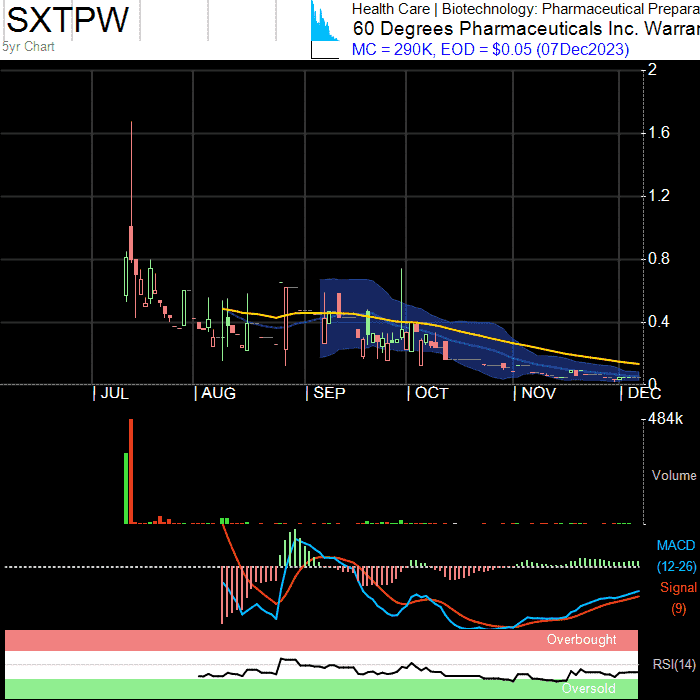 SXTPW
Health Care | Biotechnology: Pharmaceutical Prepara
60 Degrees Pharmaceuticals Inc. Warran
5yr Chart
MC = 290K, EOD = $0.05 (07Dec2023)
2
1.6
1.2
0.8
0.4
0
| JUL | AUG | SEP | OCT | NOV | DEC
484k
Volume
MACD
(12-26)
Signal
(9)
Overbought
RSI(14)
Oversold